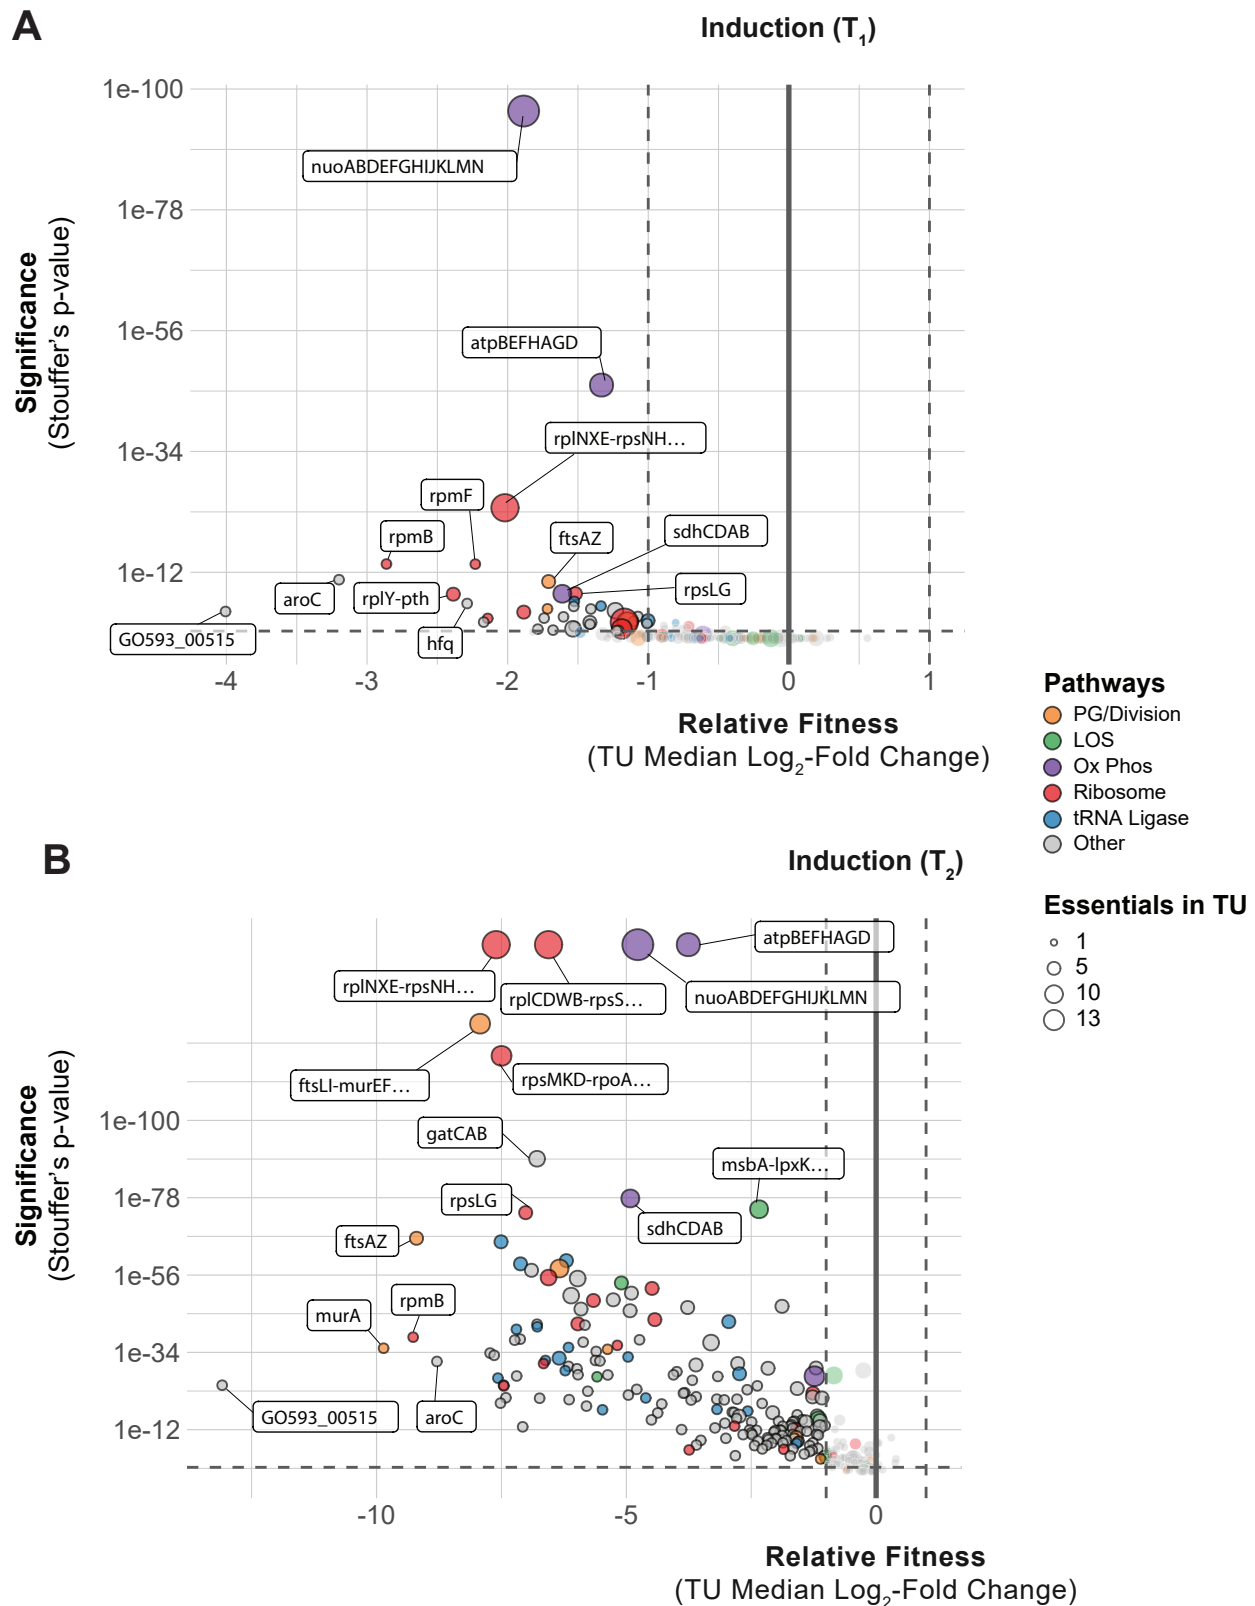 A
Induction (T1)
1e-100
1e-78
1e-56
1e-34
1e-12
Significance
(Stouffer's p-value)
nuoABDEFGHIJKLMN
atpBEFHAGD
rplNXE-rpsNH...
rpmF
rpmB
ftsAZ
sdhCDAB
aroC
rplY-pth
rpsLG
GO593_00515
hfq
-4
-3
-2
-1
0
1
Relative Fitness
(TU Median Log2-Fold Change)
Pathways
PG/Division
LOS
Ox Phos
Ribosome
tRNA Ligase
Other
Essentials in TU
1
5
10
13
B
Induction (T2)
1e-100
1e-78
1e-56
1e-34
1e-12
Significance
(Stouffer's p-value)
atpBEFHAGD
rplNXE-rpsNH...
rplCDWB-rpsS...
nuoABDEFGHIJKLMN
ftsLI-murEF...
rpsMKD-rpoA...
gatCAB
msbA-lpxK...
rpsLG
sdhCDAB
ftsAZ
murA
rpmB
GO593_00515
aroC
-10
-5
0
Relative Fitness
(TU Median Log2-Fold Change)